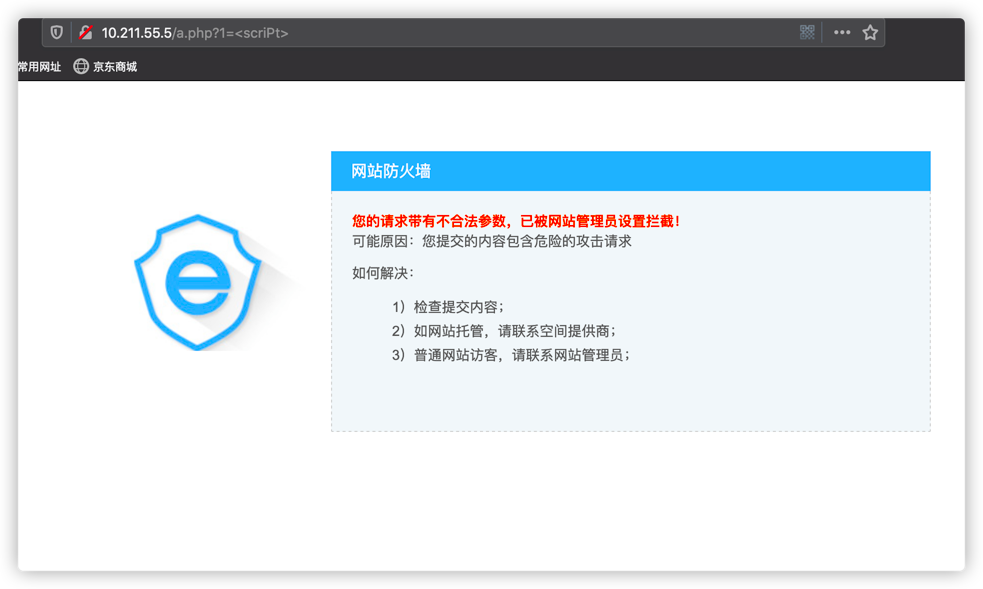 10.211.55.5/a.php?1=<scriPt>
常用网址 京东商城
网站防火墙
您的请求带有不合法参数，已被网站管理员设置拦截！
可能原因：您提交的内容包含危险的攻击请求
如何解决：
1）检查提交内容；
2）如网站托管，请联系空间提供商；
3）普通网站访客，请联系网站管理员；